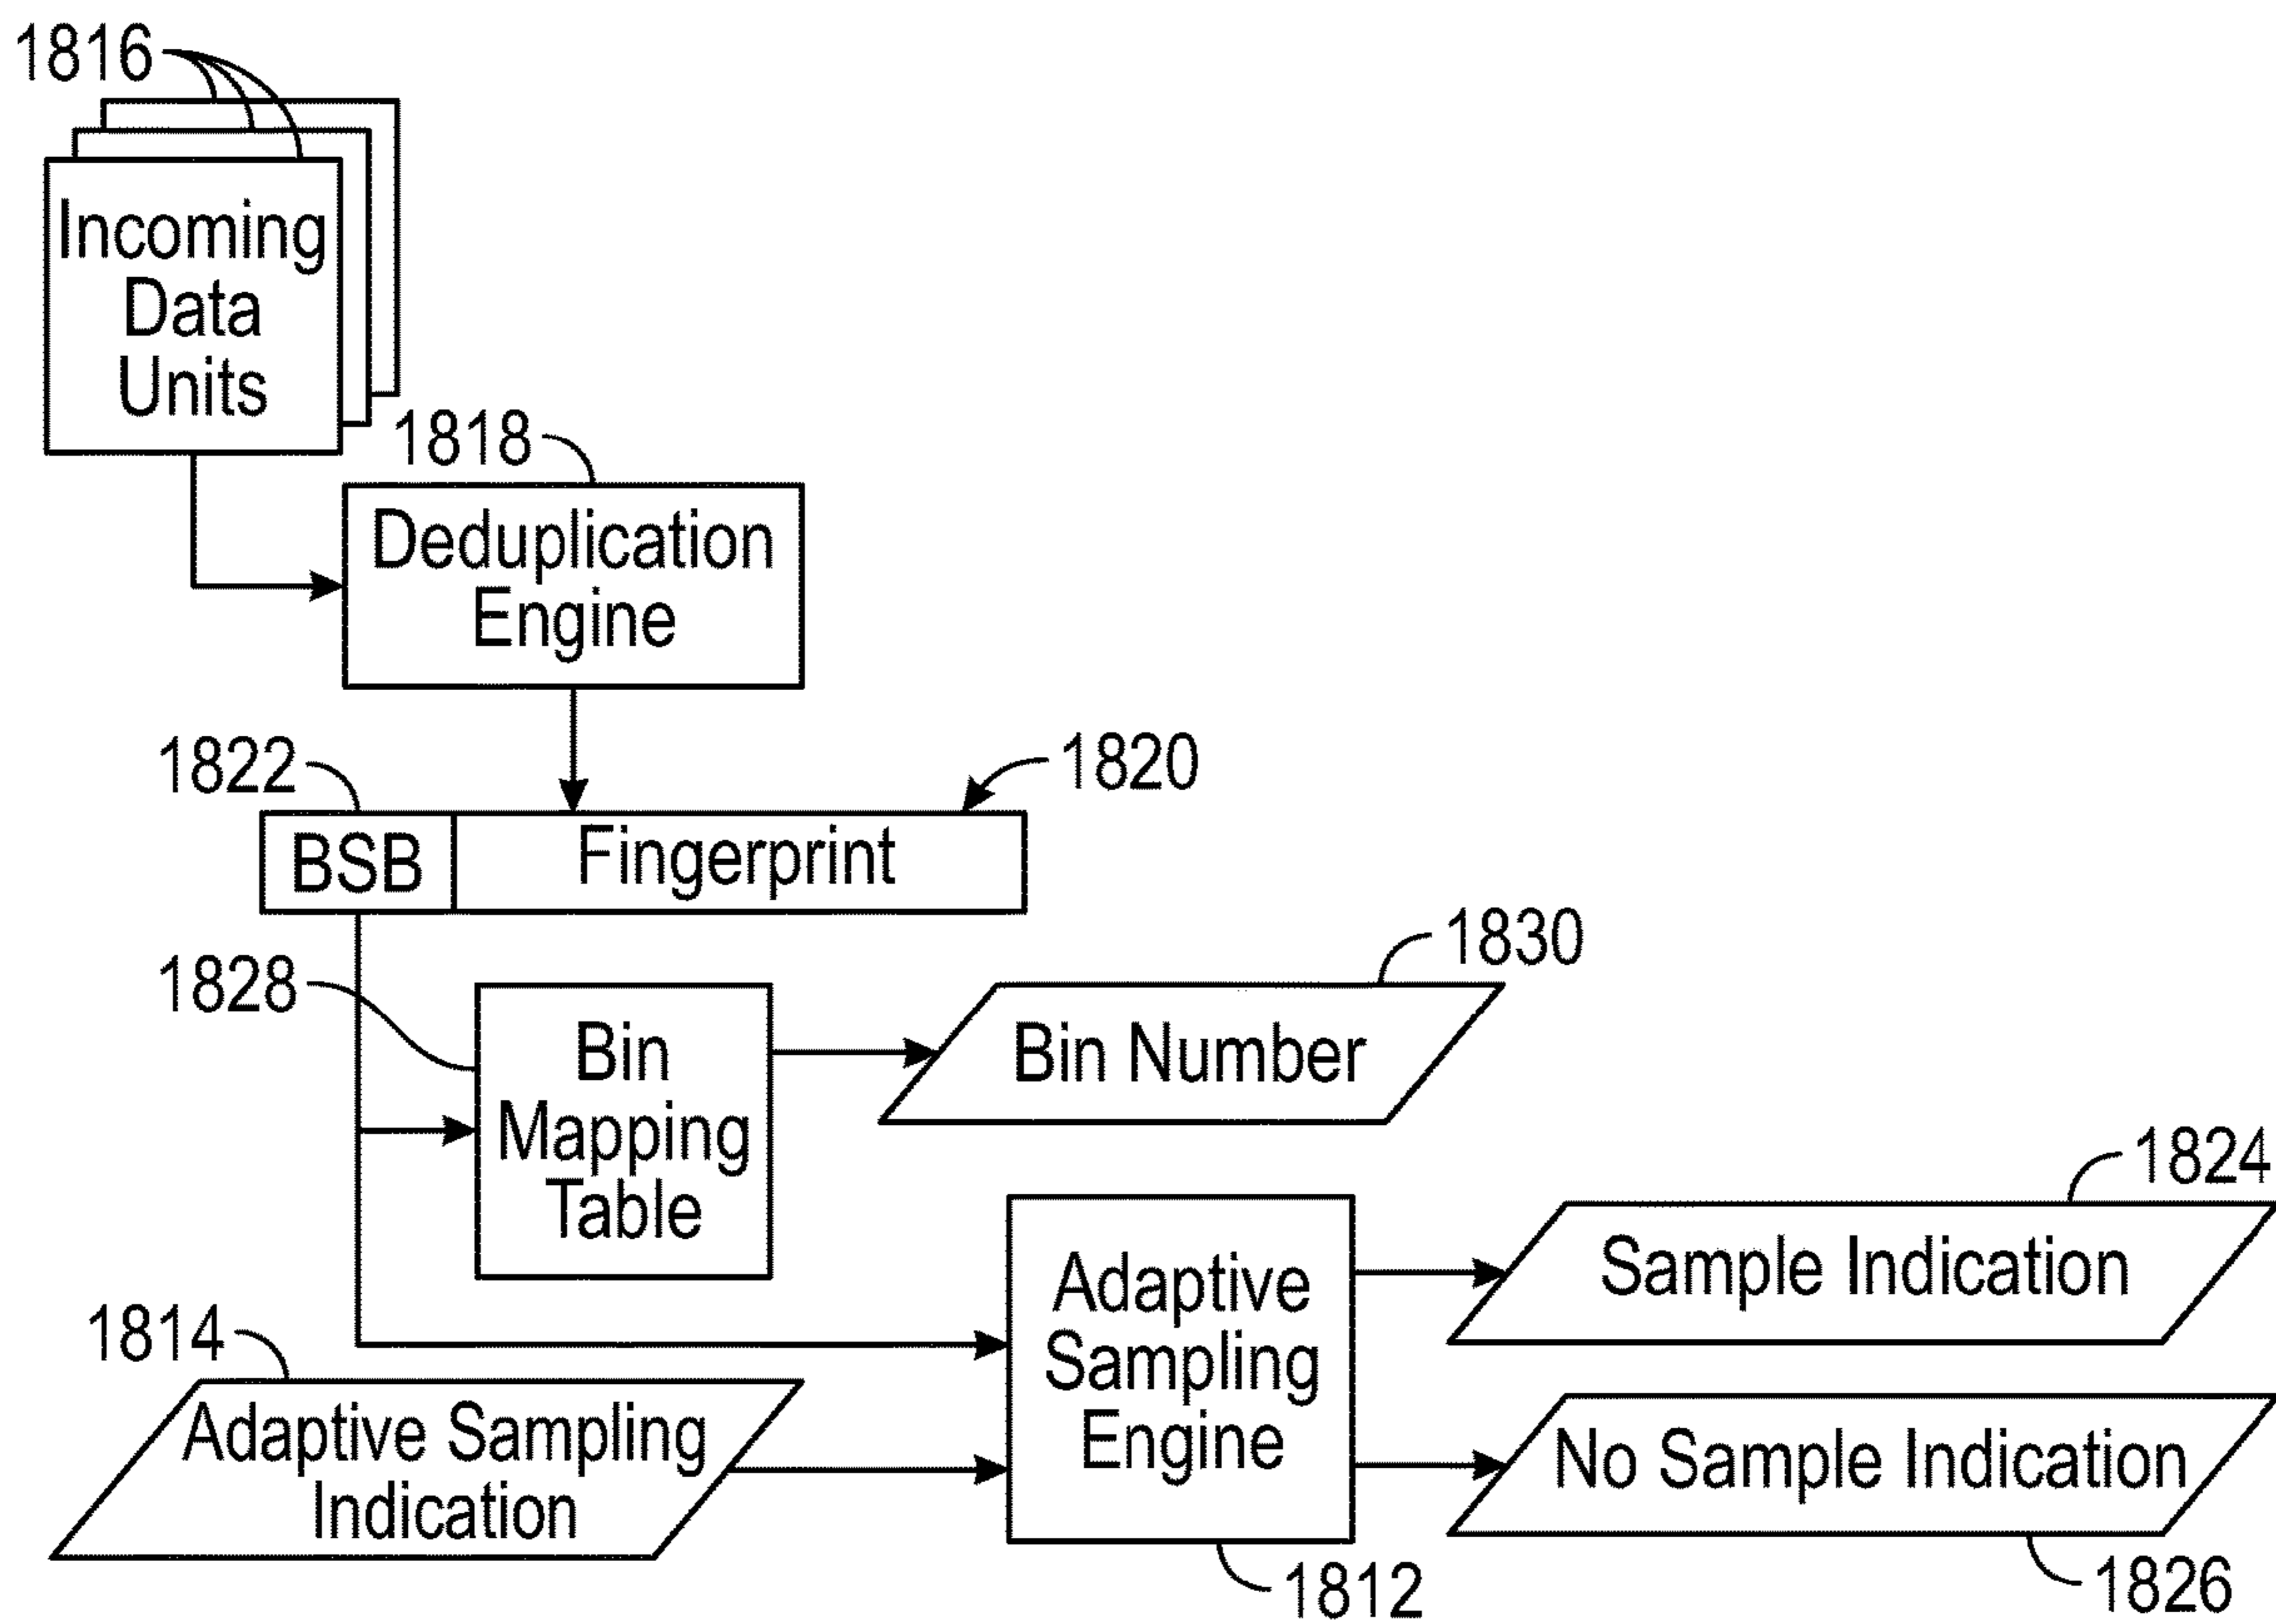 1816
Incoming
Data
Units
1818
Deduplication
Engine
1822
1820
BSB
Fingerprint
1830
1828
Bin
Mapping
Table
Bin Number
1824
Adaptive
Sampling
Engine
Sample Indication
1814
Adaptive Sampling
Indication
No Sample Indication
1812
1826